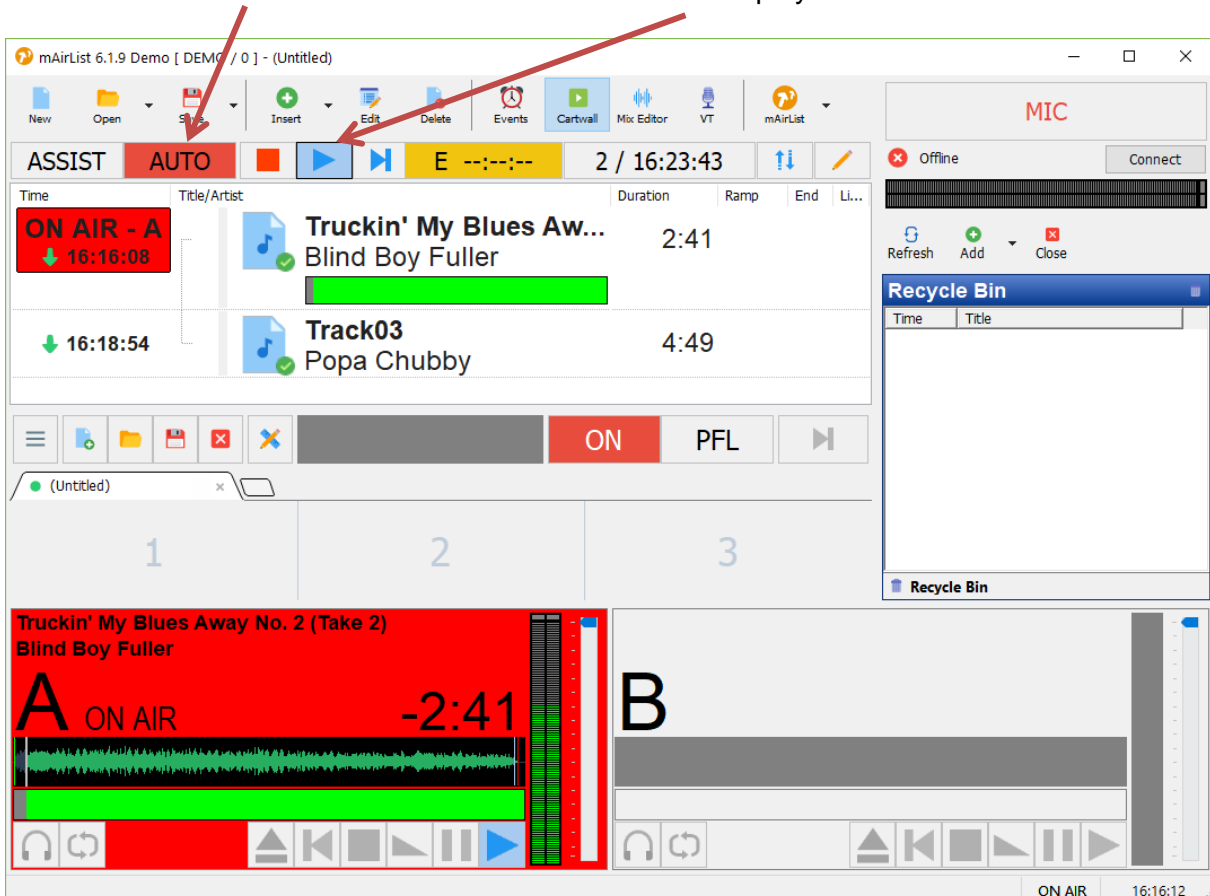 mAirList 6.1.9 Demo [ DEMO / 0 ] - (Untitled)
New Open Save Insert Edit Delete Events Cartwall Mix Editor VT mAirList
MIC
ASSIST AUTO E --:--:-- 2 / 16:23:43
Offline Connect
Time Title/Artist Duration Ramp End Li...
ON AIR - A Truckin' My Blues Aw... 2:41
16:16:08 Blind Boy Fuller
Refresh Add Close
Recycle Bin
Time Title
16:18:54 Track03 4:49
Popa Chubby
ON PFL
(Untitled)
1 2 3
Recycle Bin
Truckin' My Blues Away No. 2 (Take 2)
Blind Boy Fuller
A ON AIR -2:41
B
ON AIR 16:16:12